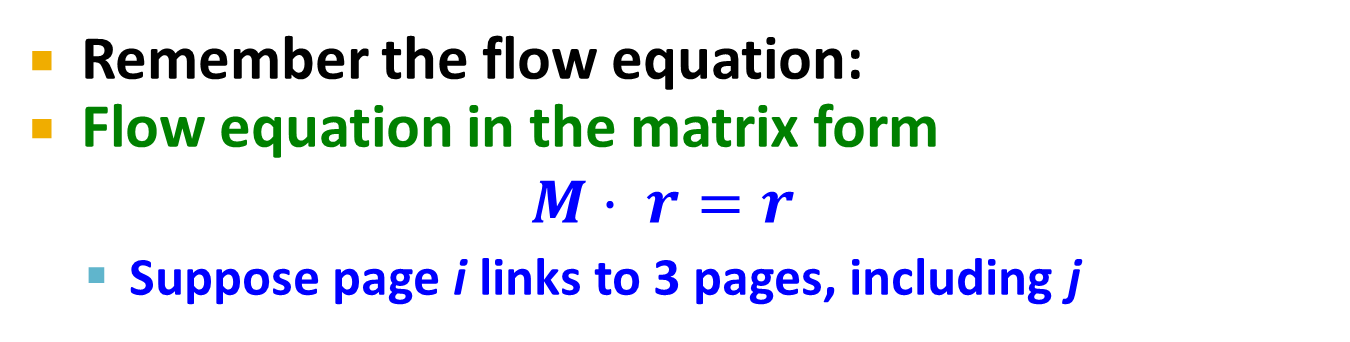 Remember the flow equation:
Flow equation in the matrix form
M · r = r
Suppose page i links to 3 pages, including j